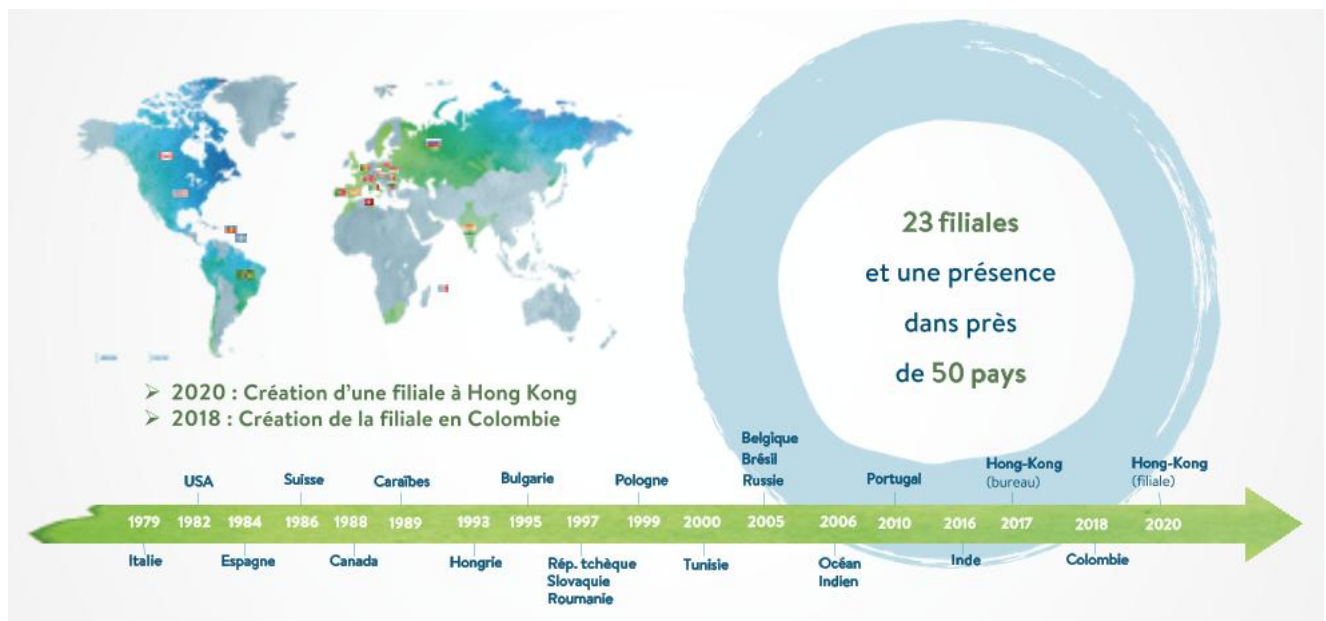 23 filiales
et une présence
dans près
de 50 pays
➢ 2020 : Création d'une filiale à Hong Kong
➢ 2018 : Création de la filiale en Colombie
USA
Suisse
Caraïbes
Bulgarie
Pologne
Belgique
Brésil
Russie
Portugal
Hong-Kong
(bureau)
Hong-Kong
(filiale)
1979 1982 1984 1986 1988 1989 1993 1995 1997 1999 2000 2005 2006 2010 2016 2017 2018 2020
Italie
Espagne
Canada
Hongrie
Rép. tchèque
Slovaquie
Roumanie
Tunisie
Océan
Indien
Inde
Colombie